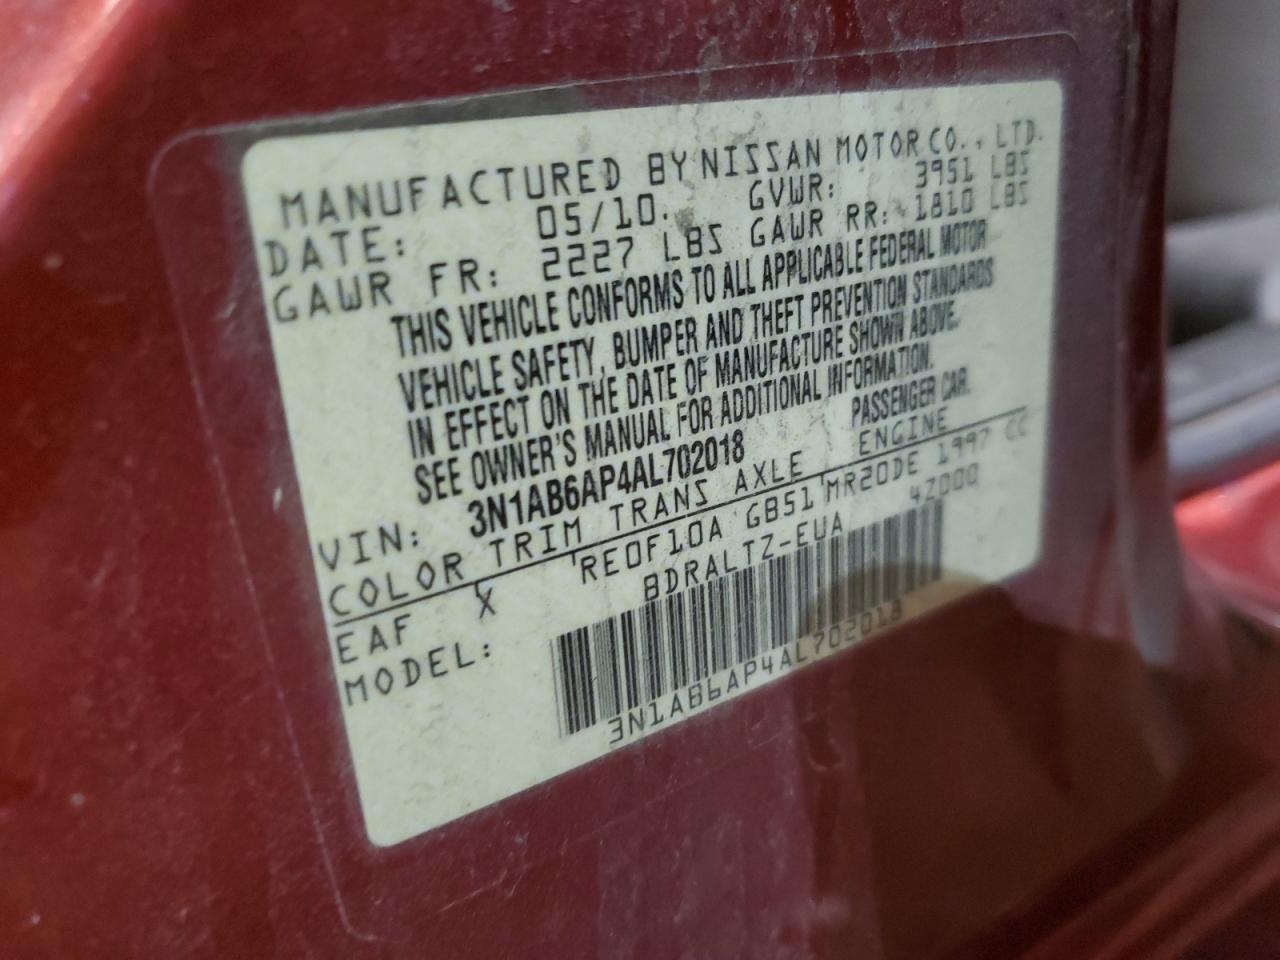 MANUFACTURED BY NISSAN MOTOR CO., LTD.
DATE: 05/10. GVWR: 3951 LBS
GAWR FR: 2227 LBS GAWR RR: 1810 LBS
THIS VEHICLE CONFORMS TO ALL APPLICABLE FEDERAL MOTOR
VEHICLE SAFETY, BUMPER AND THEFT PREVENTION STANDARDS
IN EFFECT ON THE DATE OF MANUFACTURE SHOWN ABOVE.
SEE OWNER'S MANUAL FOR ADDITIONAL INFORMATION.
VIN: 3N1AB6AP4AL702018 PASSENGER CAR.
COLOR TRIM TRANS AXLE ENGINE
EAF X RE0F10A GB51 MR20DE 1997 CC
MODEL: BDRALTZ-EUA 4Z000
3N1AB6AP4AL702018